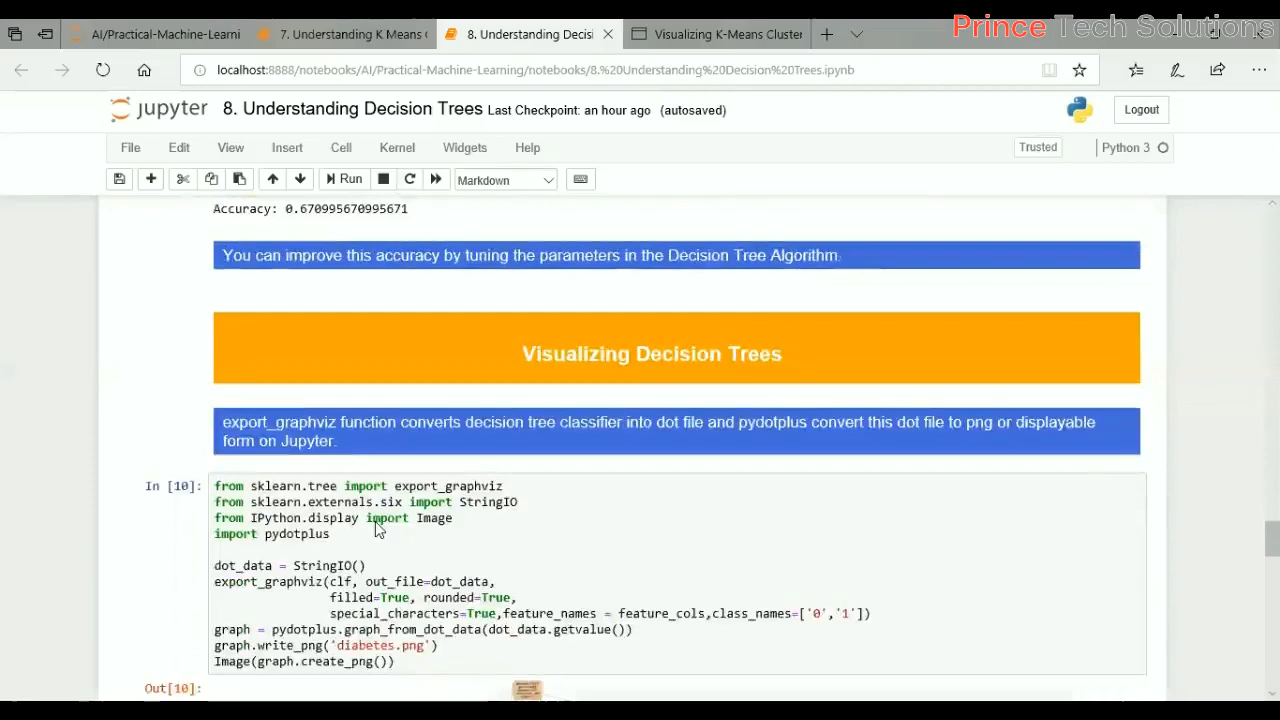 Prince Tech Solutions
AI/Practical-Machine-Learni
7. Understanding K Means C
8. Understanding Decisi
Visualizing K-Means Cluster
localhost:8888/notebooks/AI/Practical-Machine-Learning/notebooks/8.%20Understanding%20Decision%20Trees.ipynb
jupyter 8. Understanding Decision Trees Last Checkpoint: an hour ago (autosaved)
Logout
File Edit View Insert Cell Kernel Widgets Help
Trusted
Python 3
Run
Markdown
Accuracy: 0.670995670995671
You can improve this accuracy by tuning the parameters in the Decision Tree Algorithm.
Visualizing Decision Trees
export_graphviz function converts decision tree classifier into dot file and pydotplus convert this dot file to png or displayable
form on Jupyter.
In [10]: from sklearn.tree import export_graphviz
from sklearn.externals.six import StringIO
from IPython.display import Image
import pydotplus
dot_data = StringIO()
export_graphviz(clf, out_file=dot_data,
filled=True, rounded=True,
special_characters=True,feature_names = feature_cols,class_names=['0','1'])
graph = pydotplus.graph_from_dot_data(dot_data.getvalue())
graph.write_png('diabetes.png')
Image(graph.create_png())
Out[10]: